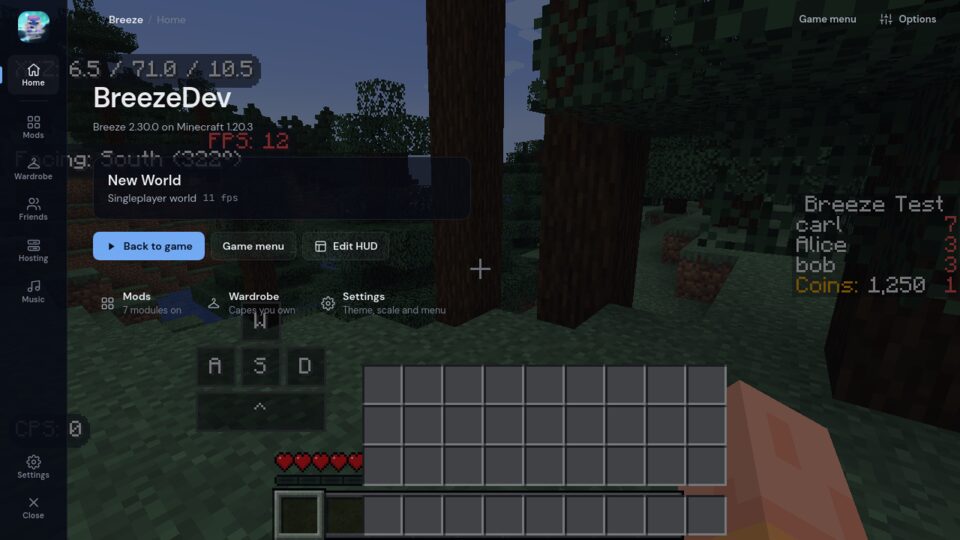 Breeze / Home
Game menu
Options
Home
Mods
Wardrobe
Friends
Hosting
Music
Settings
Close
XYZ: 6.5 / 71.0 / 10.5
BreezeDev
Breeze 2.30.0 on Minecraft 1.20.3
FPS: 12
Facing: South (322°)
New World
Singleplayer world 11 fps
Back to game
Game menu
Edit HUD
Mods
7 modules on
Wardrobe
Capes you own
Settings
Theme, scale and menu
W
A S D
^
CPS: 0
Breeze Test
carl 7
Alice 3
bob 3
Coins: 1,250 1